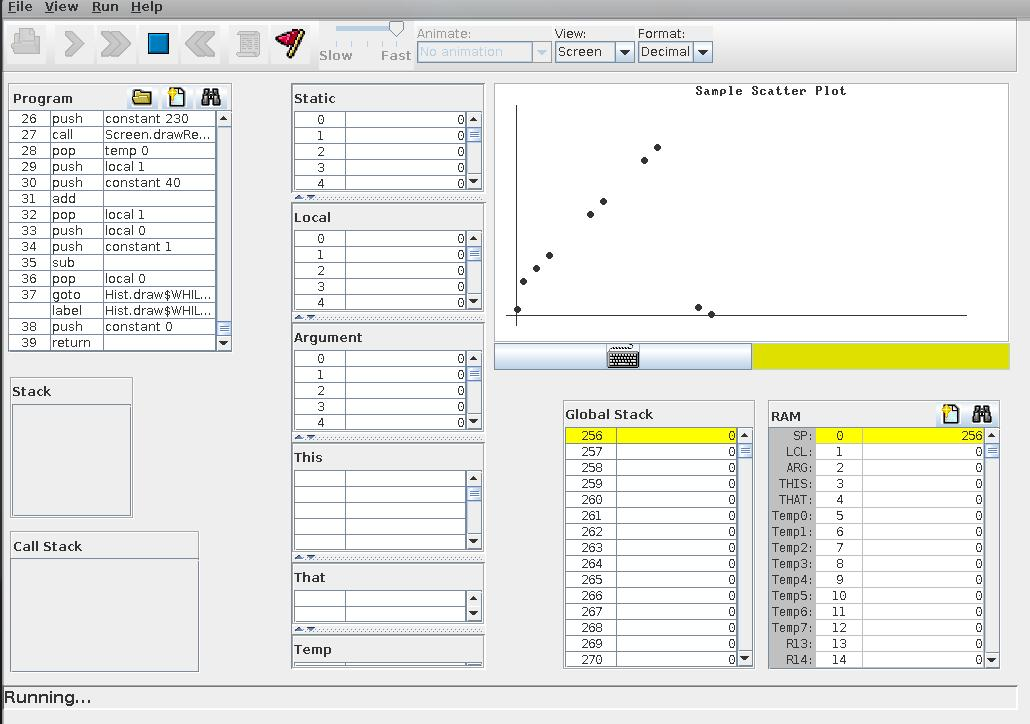 File View Run Help
Slow Fast
Animate:
No animation
View:
Screen
Format:
Decimal
Program
26 push constant 230
27 call Screen.drawRe...
28 pop temp 0
29 push local 1
30 push constant 40
31 add
32 pop local 1
33 push local 0
34 push constant 1
35 sub
36 pop local 0
37 goto Hist.draw$WHIL...
label Hist.draw$WHIL...
38 push constant 0
39 return
Stack
Call Stack
Static
0 0
1 0
2 0
3 0
4 0
Local
0 0
1 0
2 0
3 0
4 0
Argument
0 0
1 0
2 0
3 0
4 0
This
That
Temp
Sample Scatter Plot
Global Stack
256 0
257 0
258 0
259 0
260 0
261 0
262 0
263 0
264 0
265 0
266 0
267 0
268 0
269 0
270 0
RAM
SP: 0 256
LCL: 1 0
ARG: 2 0
THIS: 3 0
THAT: 4 0
Temp0: 5 0
Temp1: 6 0
Temp2: 7 0
Temp3: 8 0
Temp4: 9 0
Temp5: 10 0
Temp6: 11 0
Temp7: 12 0
R13: 13 0
R14: 14 0
Running...